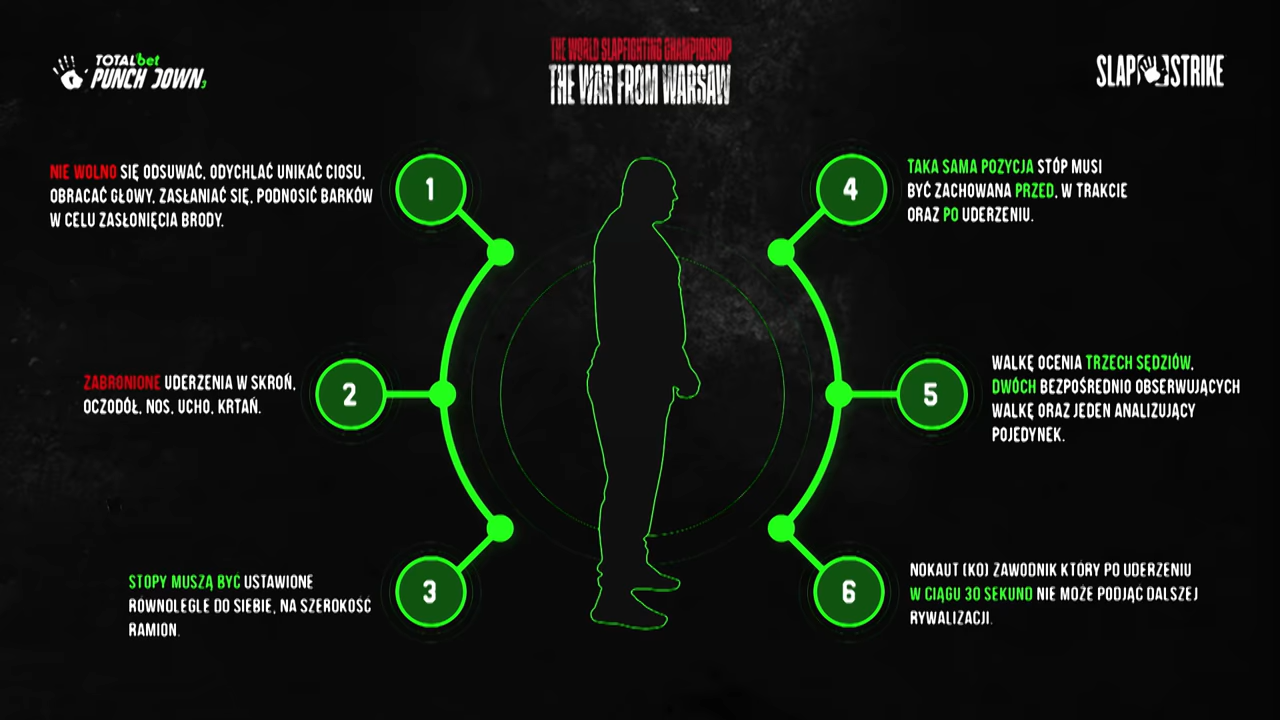 TOTALbet
PUNCH DOWN 3
THE WORLD SLAPFIGHTING CHAMPIONSHIP
THE WAR FROM WARSAW
SLAP STRIKE
1
NIE WOLNO SIĘ ODSUWAĆ, ODYCHLAĆ UNIKAĆ CIOSU,
OBRACAĆ GŁOWY, ZASŁANIAĆ SIĘ, PODNOSIĆ BARKÓW
W CELU ZASŁONIĘCIA BRODY.
2
ZABRONIONE UDERZENIA W SKROŃ,
OCZODÓŁ, NOS, UCHO, KRTAŃ.
3
STOPY MUSZĄ BYĆ USTAWIONE
RÓWNOLEGLE DO SIEBIE, NA SZEROKOŚĆ
RAMION.
4
TAKA SAMA POZYCJA STÓP MUSI
BYĆ ZACHOWANA PRZED, W TRAKCIE
ORAZ PO UDERZENIU.
5
WALKĘ OCENIA TRZECH SĘDZIÓW,
DWÓCH BEZPOŚREDNIO OBSERWUJĄCYCH
WALKĘ ORAZ JEDEN ANALIZUJĄCY
POJEDYNEK.
6
NOKAUT (KO) ZAWODNIK KTÓRY PO UDERZENIU
W CIĄGU 30 SEKUND NIE MOŻE PODJĄĆ DALSZEJ
RYWALIZACJI.